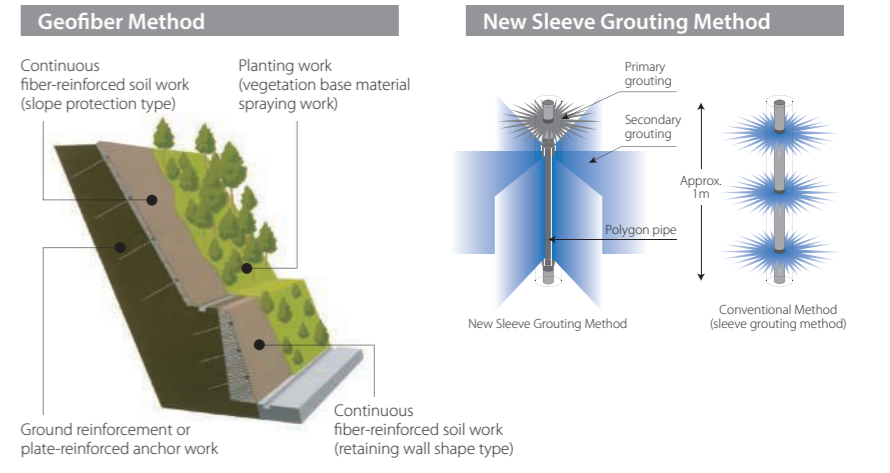 Geofiber Method
Continuous
fiber-reinforced soil work
(slope protection type)
Planting work
(vegetation base material
spraying work)
Ground reinforcement or
plate-reinforced anchor work
Continuous
fiber-reinforced soil work
(retaining wall shape type)
New Sleeve Grouting Method
Primary
grouting
Secondary
grouting
Approx.
1m
Polygon pipe
New Sleeve Grouting Method
Conventional Method
(sleeve grouting method)